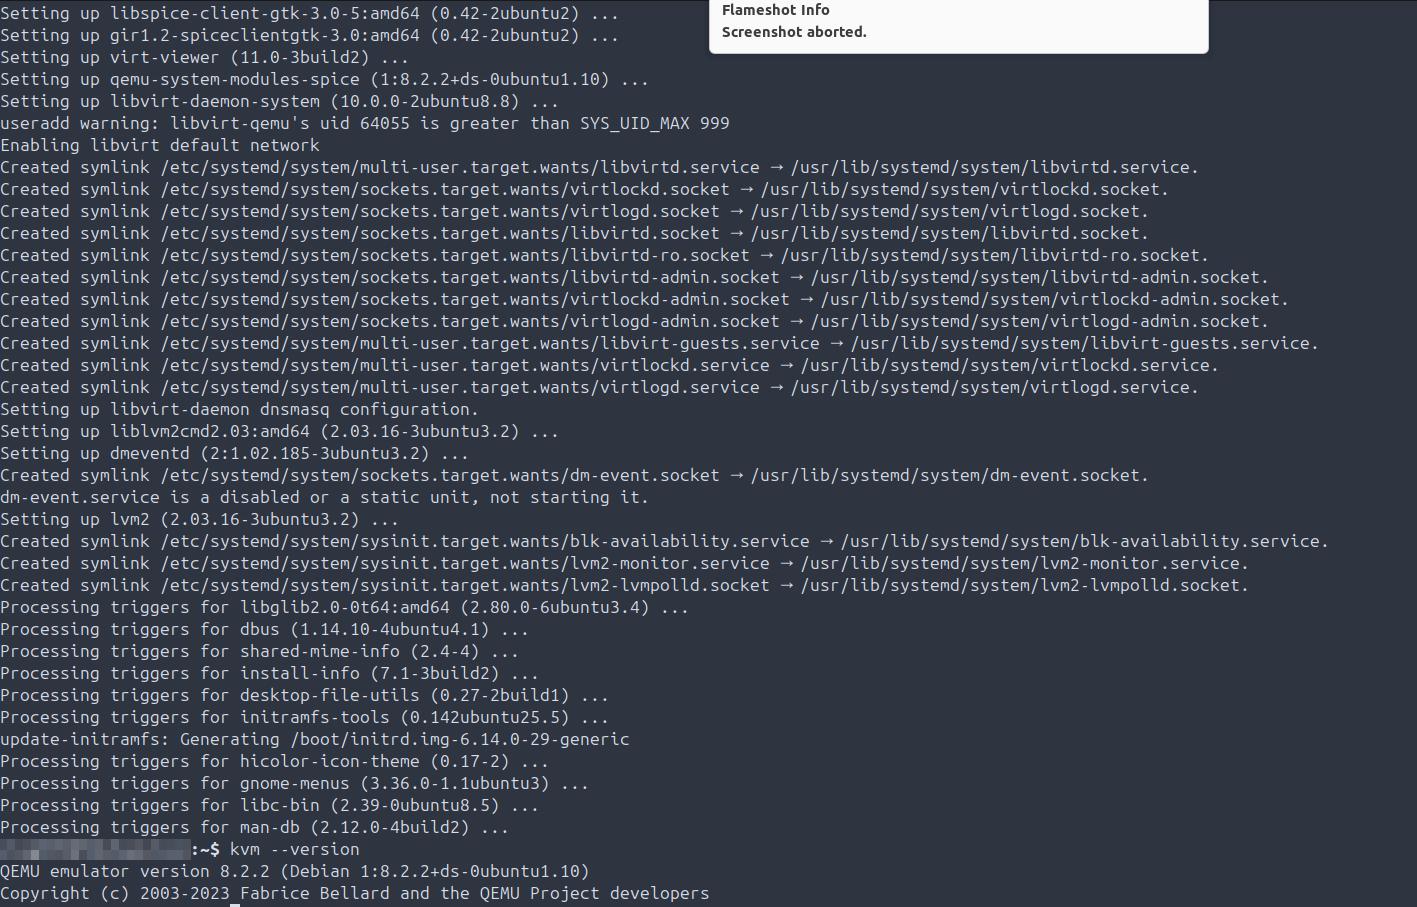 Setting up libspice-client-gtk-3.0-5:amd64 (0.42-2ubuntu2) ...
Setting up gir1.2-spiceclientgtk-3.0:amd64 (0.42-2ubuntu2) ...
Flameshot Info
Screenshot aborted.
Setting up virt-viewer (11.0-3build2) ...
Setting up qemu-system-modules-spice (1:8.2.2+ds-0ubuntu1.10) ...
Setting up libvirt-daemon-system (10.0.0-2ubuntu8.8) ...
useradd warning: libvirt-qemu's uid 64055 is greater than SYS_UID_MAX 999
Enabling libvirt default network
Created symlink /etc/systemd/system/multi-user.target.wants/libvirtd.service → /usr/lib/systemd/system/libvirtd.service.
Created symlink /etc/systemd/system/sockets.target.wants/virtlockd.socket → /usr/lib/systemd/system/virtlockd.socket.
Created symlink /etc/systemd/system/sockets.target.wants/virtlogd.socket → /usr/lib/systemd/system/virtlogd.socket.
Created symlink /etc/systemd/system/sockets.target.wants/libvirtd.socket → /usr/lib/systemd/system/libvirtd.socket.
Created symlink /etc/systemd/system/sockets.target.wants/libvirtd-ro.socket → /usr/lib/systemd/system/libvirtd-ro.socket.
Created symlink /etc/systemd/system/sockets.target.wants/libvirtd-admin.socket → /usr/lib/systemd/system/libvirtd-admin.socket.
Created symlink /etc/systemd/system/sockets.target.wants/virtlockd-admin.socket → /usr/lib/systemd/system/virtlockd-admin.socket.
Created symlink /etc/systemd/system/sockets.target.wants/virtlogd-admin.socket → /usr/lib/systemd/system/virtlogd-admin.socket.
Created symlink /etc/systemd/system/multi-user.target.wants/libvirt-guests.service → /usr/lib/systemd/system/libvirt-guests.service.
Created symlink /etc/systemd/system/multi-user.target.wants/virtlockd.service → /usr/lib/systemd/system/virtlockd.service.
Created symlink /etc/systemd/system/multi-user.target.wants/virtlogd.service → /usr/lib/systemd/system/virtlogd.service.
Setting up libvirt-daemon dnsmasq configuration.
Setting up liblvm2cmd2.03:amd64 (2.03.16-3ubuntu3.2) ...
Setting up dmeventd (2:1.02.185-3ubuntu3.2) ...
Created symlink /etc/systemd/system/sockets.target.wants/dm-event.socket → /usr/lib/systemd/system/dm-event.socket.
dm-event.service is a disabled or a static unit, not starting it.
Setting up lvm2 (2.03.16-3ubuntu3.2) ...
Created symlink /etc/systemd/system/sysinit.target.wants/blk-availability.service → /usr/lib/systemd/system/blk-availability.service.
Created symlink /etc/systemd/system/sysinit.target.wants/lvm2-monitor.service → /usr/lib/systemd/system/lvm2-monitor.service.
Created symlink /etc/systemd/system/sysinit.target.wants/lvm2-lvmpolld.socket → /usr/lib/systemd/system/lvm2-lvmpolld.socket.
Processing triggers for libglib2.0-0t64:amd64 (2.80.0-6ubuntu3.4) ...
Processing triggers for dbus (1.14.10-4ubuntu4.1) ...
Processing triggers for shared-mime-info (2.4-4) ...
Processing triggers for install-info (7.1-3build2) ...
Processing triggers for desktop-file-utils (0.27-2build1) ...
Processing triggers for initramfs-tools (0.142ubuntu25.5) ...
update-initramfs: Generating /boot/initrd.img-6.14.0-29-generic
Processing triggers for hicolor-icon-theme (0.17-2) ...
Processing triggers for gnome-menus (3.36.0-1.1ubuntu3) ...
Processing triggers for libc-bin (2.39-0ubuntu8.5) ...
Processing triggers for man-db (2.12.0-4build2) ...
:~$ kvm --version
QEMU emulator version 8.2.2 (Debian 1:8.2.2+ds-0ubuntu1.10)
Copyright (c) 2003-2023 Fabrice Bellard and the QEMU Project developers